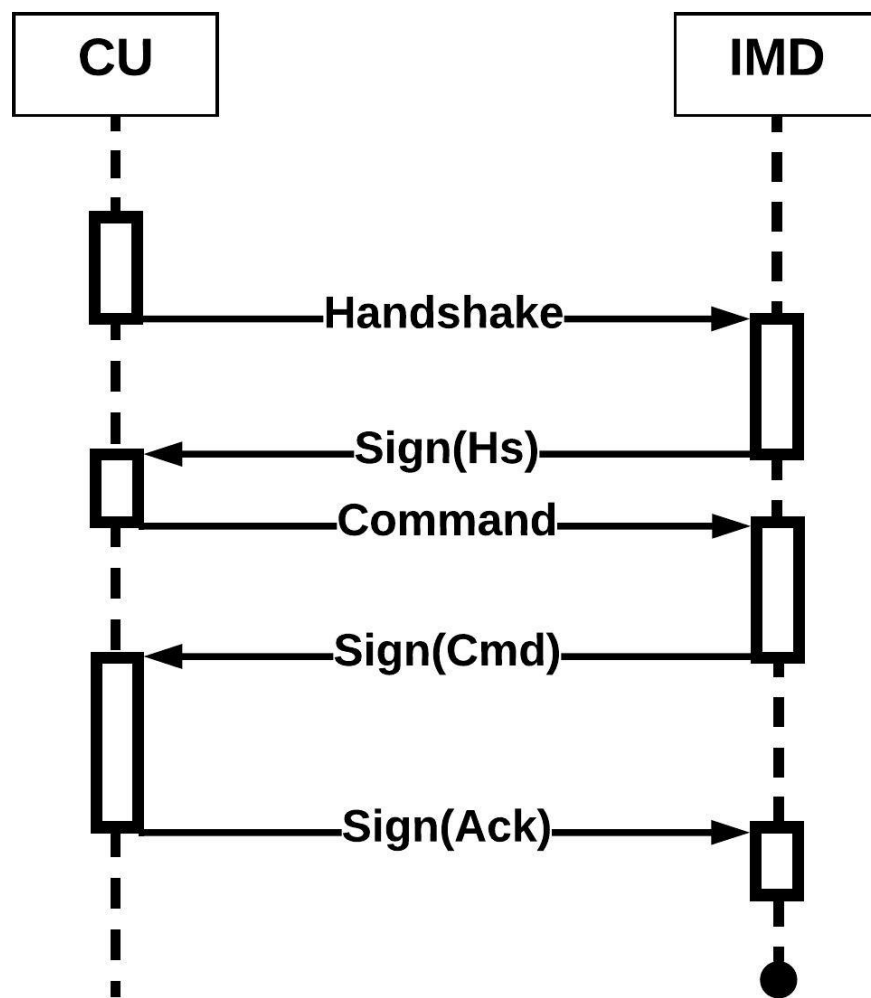 CU
IMD
Handshake
Sign(Hs)
Command
Sign(Cmd)
Sign(Ack)